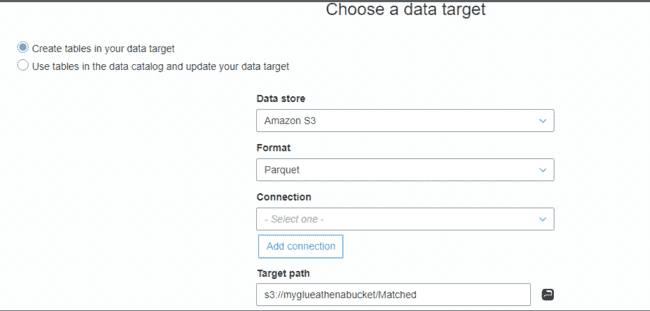 Choose a data target
Create tables in your data target
Use tables in the data catalog and update your data target
Data store
Amazon S3
Format
Parquet
Connection
- Select one -
Add connection
Target path
s3://myglueathenabucket/Matched